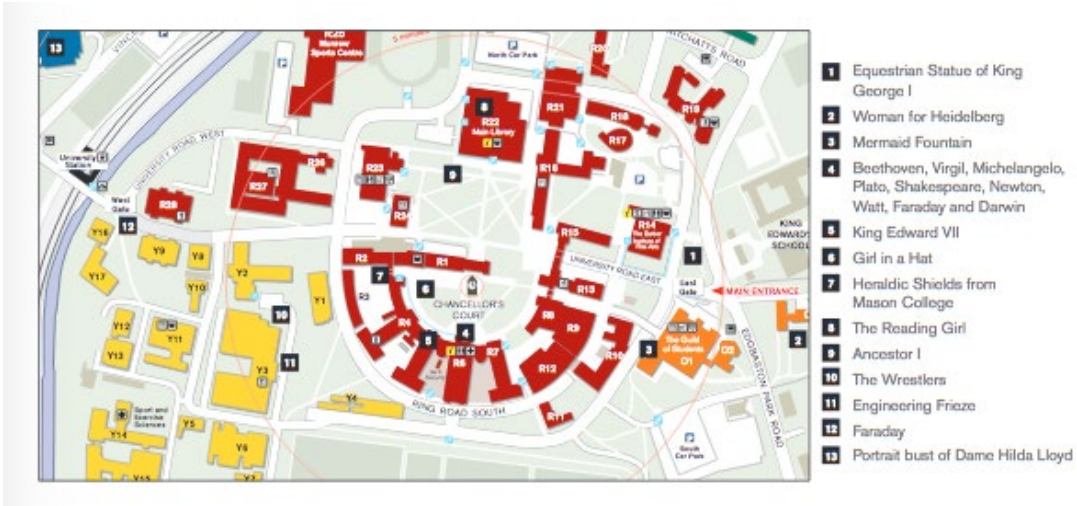 13
R25
Munrow
Sports Centre
North Car Park
R20
PRITCHATTS ROAD
8
R22
Main Library
R21
R18
R19
R17
University
Station
UNIVERSITY ROAD WEST
R26
R27
R23
9
R16
R28
R24
R14
The Barber
Institute of
Fine Arts
KING
EDWARD'S
SCHOOL
West
Gate
12
Y16
Y9
Y8
Y17
Y10
Y2
Y1
R15
UNIVERSITY ROAD EAST
1
East
Gate
MAIN ENTRANCE
R2
R1
7
6
R3
CHANCELLOR'S
COURT
R13
10
Y12
Y11
Y13
R4
5
4
R8
R9
R6
R7
R10
3
The Guild
of Students
O1
O2
2
11
Y3
R12
R11
EDGBASTON PARK ROAD
Y4
RING ROAD SOUTH
Sport and
Exercise
Sciences
Y14
Y5
Y6
Y15
Y7
South
Car Park
1 Equestrian Statue of King
George I
2 Woman for Heidelberg
3 Mermaid Fountain
4 Beethoven, Virgil, Michelangelo,
Plato, Shakespeare, Newton,
Watt, Faraday and Darwin
5 King Edward VII
6 Girl in a Hat
7 Heraldic Shields from
Mason College
8 The Reading Girl
9 Ancestor I
10 The Wrestlers
11 Engineering Frieze
12 Faraday
13 Portrait bust of Dame Hilda Lloyd